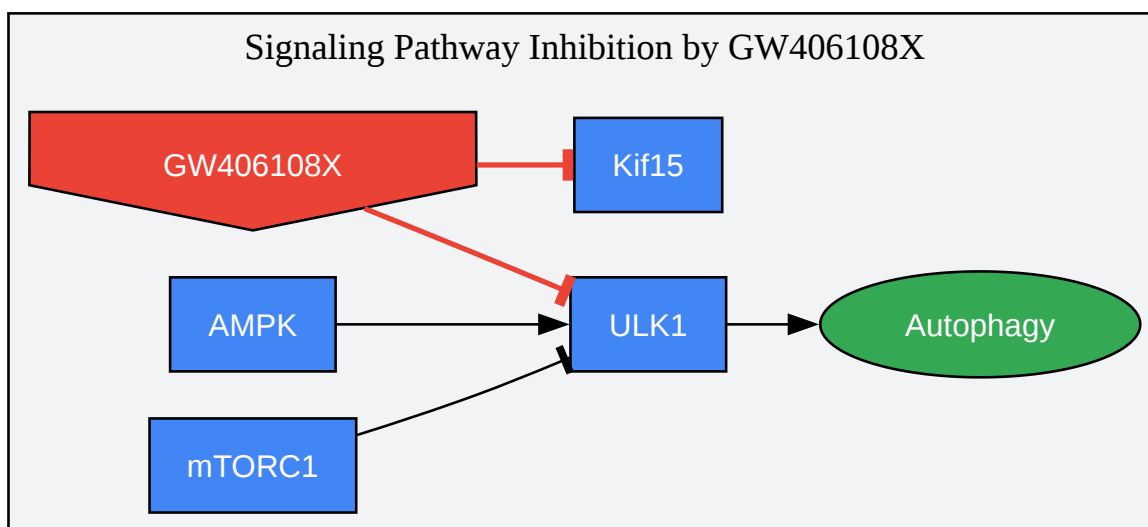 Signaling Pathway Inhibition by GW406108X
GW406108X
Kif15
AMPK
ULK1
Autophagy
mTORC1